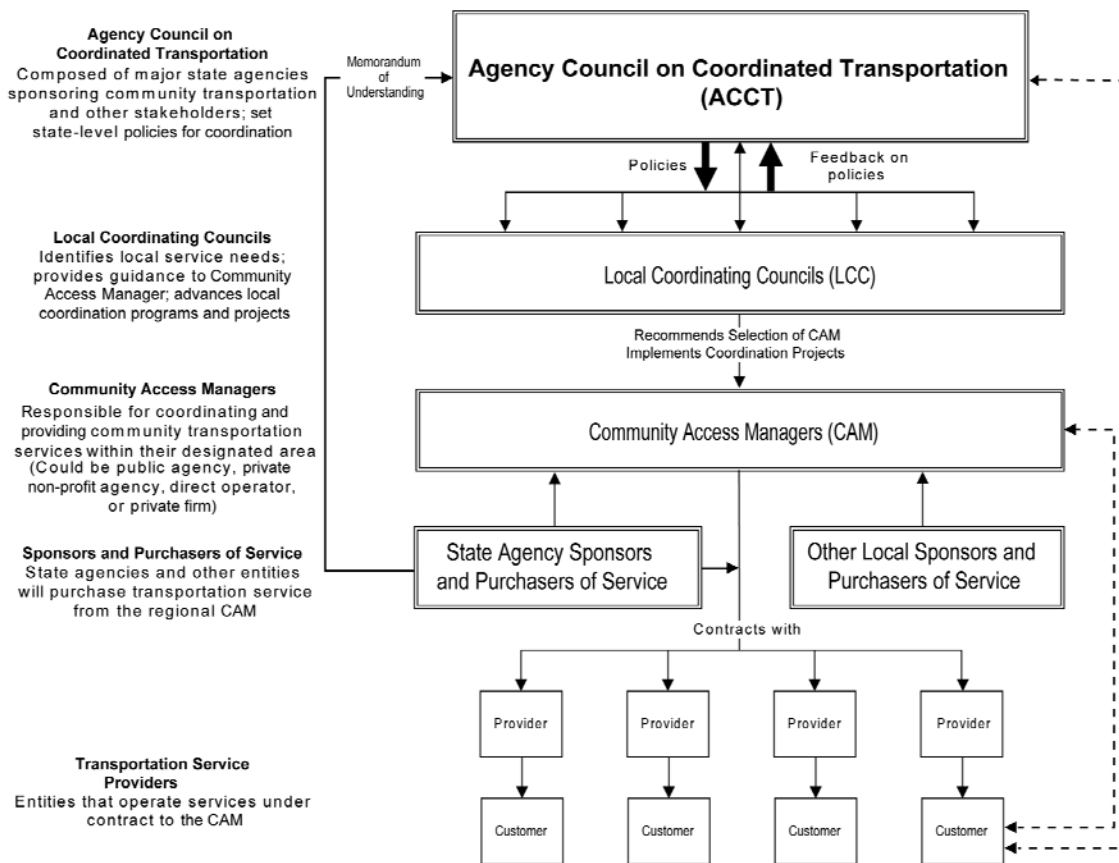 Agency Council on
Coordinated Transportation
Composed of major state agencies
sponsoring community transportation
and other stakeholders; set
state-level policies for coordination
Memorandum
of
Understanding
Agency Council on Coordinated Transportation
(ACCT)
Policies
Feedback on
policies
Local Coordinating Councils
Identifies local service needs;
provides guidance to Community
Access Manager; advances local
coordination programs and projects
Local Coordinating Councils (LCC)
Recommends Selection of CAM
Implements Coordination Projects
Community Access Managers
Responsible for coordinating and
providing community transportation
services within their designated area
(Could be public agency, private
non-profit agency, direct operator,
or private firm)
Community Access Managers (CAM)
Sponsors and Purchasers of Service
State agencies and other entities
will purchase transportation service
from the regional CAM
State Agency Sponsors
and Purchasers of Service
Other Local Sponsors and
Purchasers of Service
Contracts with
Provider
Provider
Provider
Provider
Transportation Service
Providers
Entities that operate services under
contract to the CAM
Customer
Customer
Customer
Customer